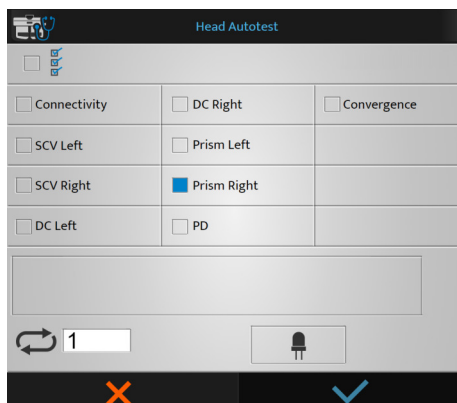 Head Autotest
Connectivity
DC Right
Convergence
SCV Left
Prism Left
SCV Right
Prism Right
DC Left
PD
1